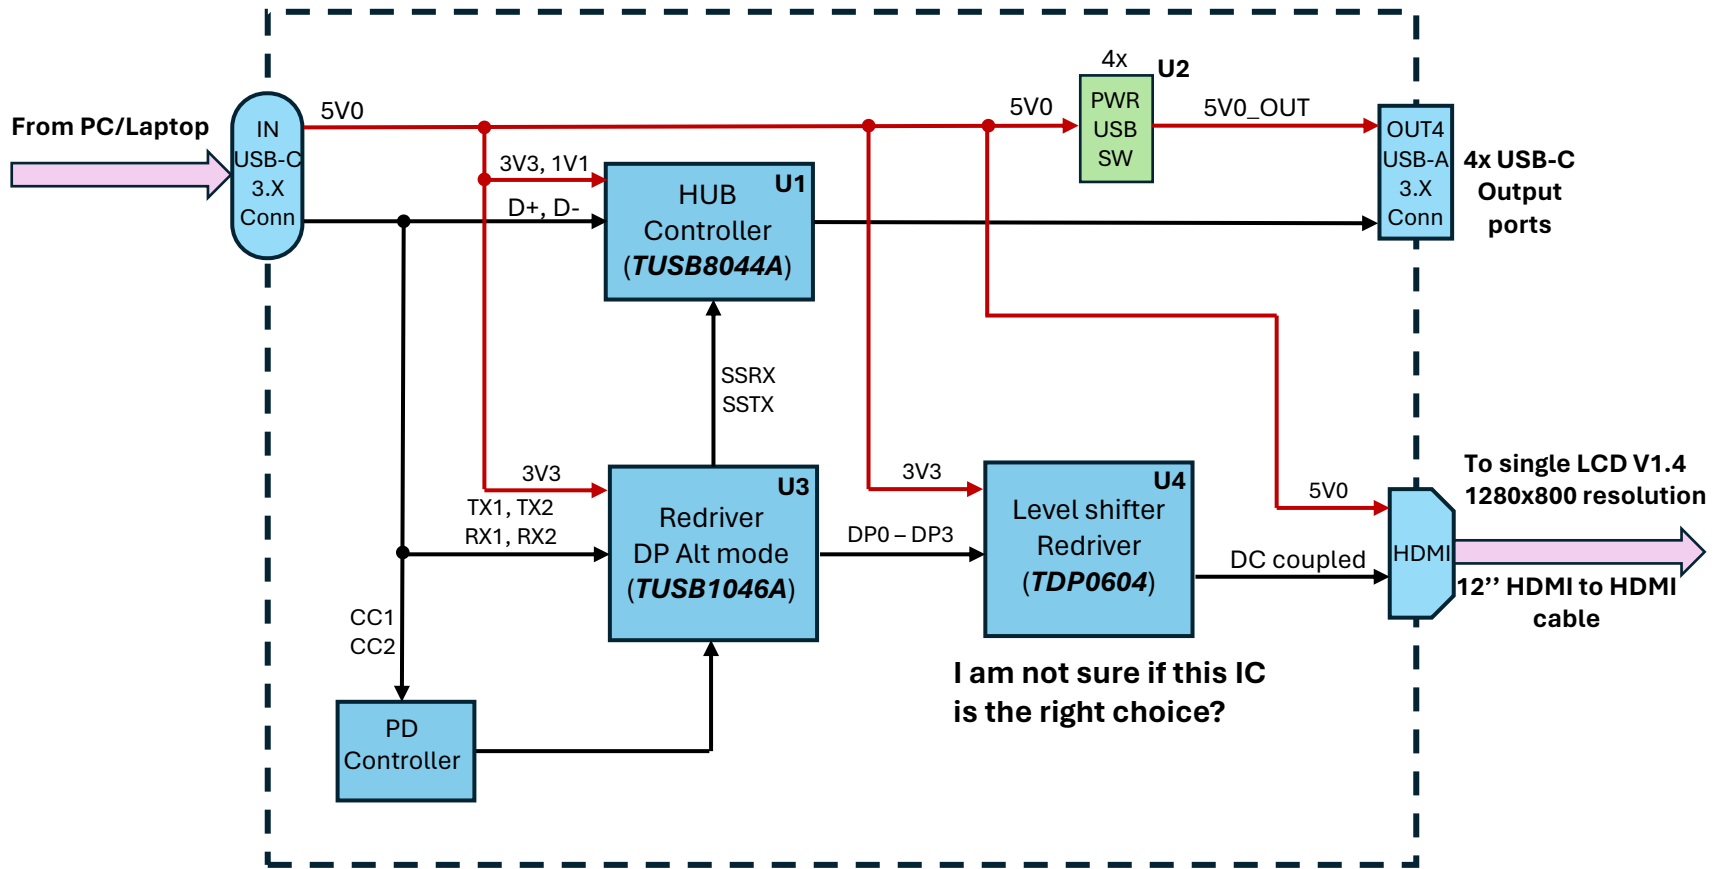 From PC/Laptop
IN
USB-C
3.X
Conn
5V0
3V3, 1V1
D+, D-
U1
HUB
Controller
(TUSB8044A)
5V0
4x
U2
PWR
USB
SW
5V0_OUT
OUT4
USB-A
3.X
Conn
4x USB-C
Output
ports
SSRX
SSTX
3V3
TX1, TX2
RX1, RX2
U3
Redriver
DP Alt mode
(TUSB1046A)
DP0 – DP3
3V3
U4
Level shifter
Redriver
(TDP0604)
5V0
DC coupled
HDMI
To single LCD V1.4
1280x800 resolution
12’’ HDMI to HDMI
cable
I am not sure if this IC
is the right choice?
CC1
CC2
PD
Controller